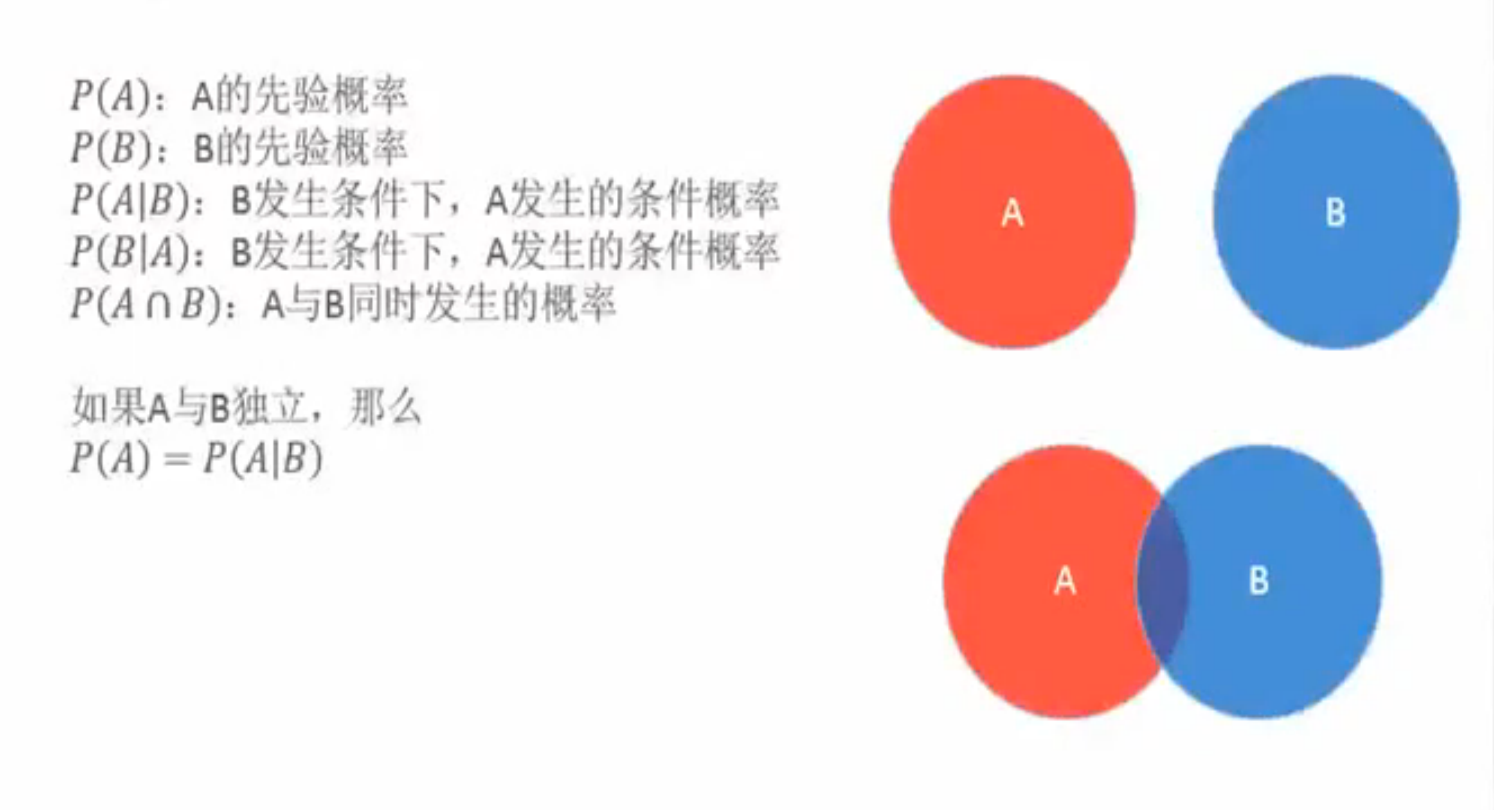 P(A)：A的先验概率
P(B)：B的先验概率
P(A|B)：B发生条件下，A发生的条件概率
P(B|A)：B发生条件下，A发生的条件概率
P(A∩B)：A与B同时发生的概率
如果A与B独立，那么
P(A) = P(A|B)
A
B
A
B